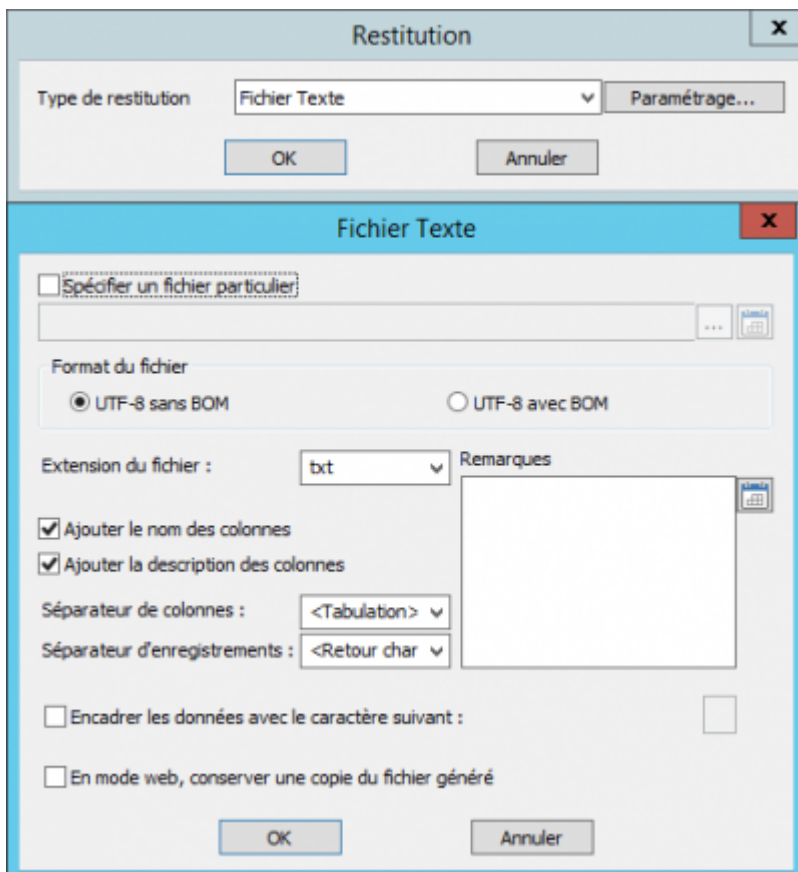 Restitution
x
Type de restitution Fichier Texte Paramétrage...
OK Annuler
Fichier Texte
x
Spécifier un fichier particulier
...
Format du fichier
UTF-8 sans BOM UTF-8 avec BOM
Extension du fichier : txt Remarques
Ajouter le nom des colonnes
Ajouter la description des colonnes
Séparateur de colonnes : <Tabulation>
Séparateur d'enregistrements : <Retour char
Encadrer les données avec le caractère suivant :
En mode web, conserver une copie du fichier généré
OK Annuler